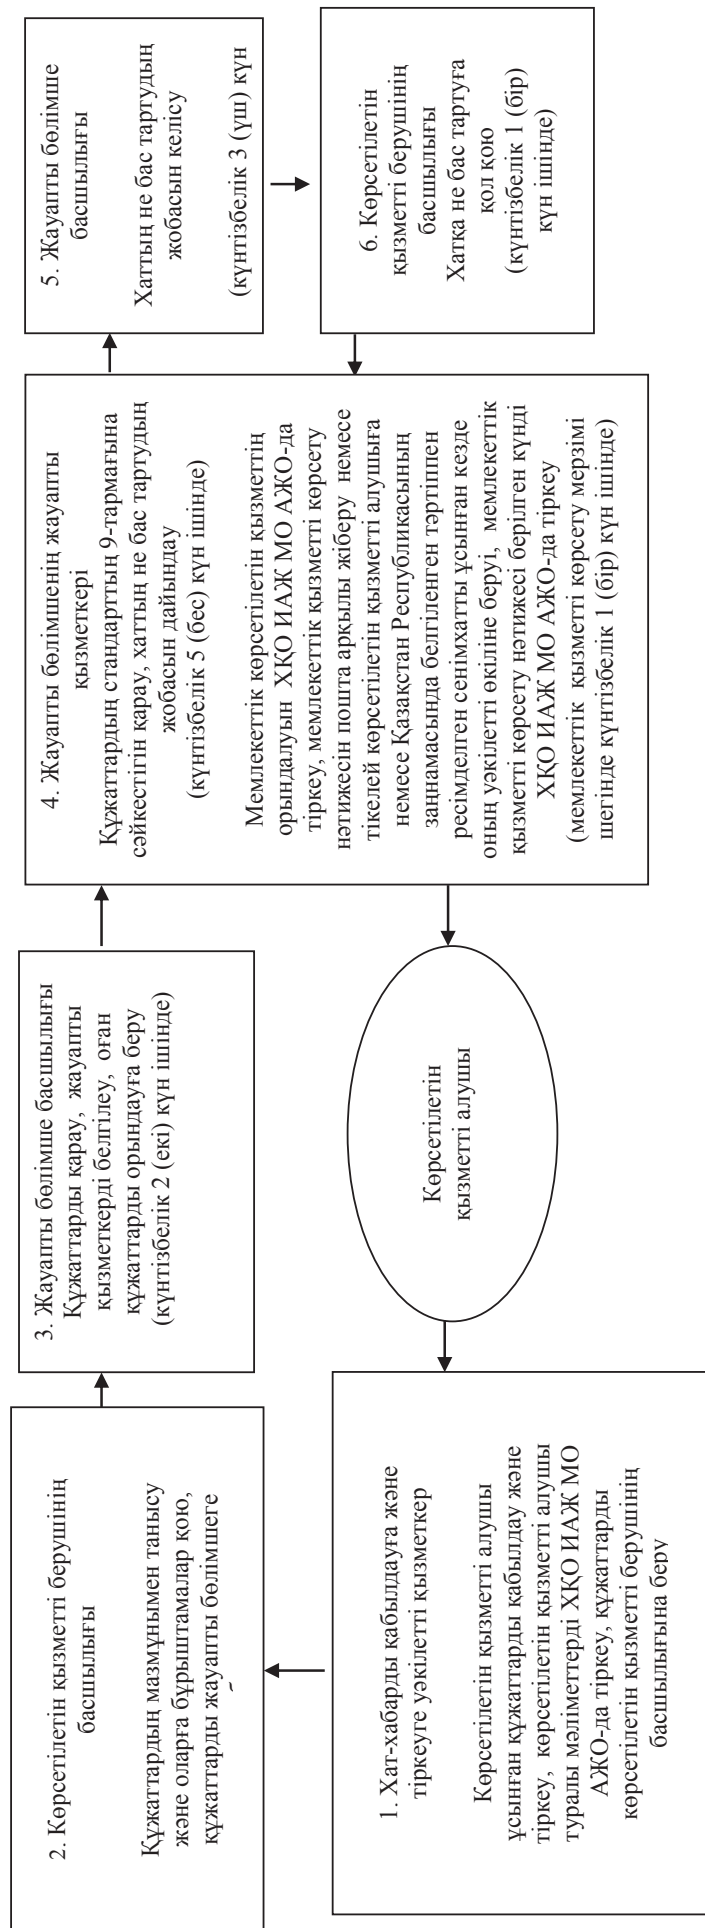 1. Хат-хабарды қабылдауға және
тіркеуге уәкілетті қызметкер
Көрсетілетін қызметті алушы
ұсынған құжаттарды қабылдау және
тіркеу, көрсетілетін қызметті алушы
туралы мәліметтерді ХҚО ИАЖ МО
АЖО-да тіркеу, құжаттарды
көрсетілетін қызметті берушінің
басшылығына беру
2. Көрсетілетін қызметті берушінің
басшылығы
Құжаттардың мазмұнымен танысу
және оларға бұрыштамалар қою,
құжаттарды жауапты бөлімшеге
3. Жауапты бөлімше басшылығы
Құжаттарды қарау, жауапты
қызметкерді белгілеу, оған
құжаттарды орындауға беру
(күнтізбелік 2 (екі) күн ішінде)
4. Жауапты бөлімшенің жауапты
қызметкері
Құжаттардың стандарттың 9-тармағына
сәйкестігін қарау, хаттың не бас тартудың
жобасын дайындау
(күнтізбелік 5 (бес) күн ішінде)
Мемлекеттік көрсетілетін қызметтің
орындалуын ХҚО ИАЖ МО АЖО-да
тіркеу, мемлекеттік қызметті көрсету
нәтижесін пошта арқылы жіберу немесе
тікелей көрсетілетін қызметті алушыға
немесе Қазақстан Республикасының
заңнамасында белгіленген тәртіппен
ресімделген сенімхатты ұсынған кезде
оның уәкілетті өкіліне беруі, мемлекеттік
қызметті көрсету нәтижесі берілген күнді
ХҚО ИАЖ МО АЖО-да тіркеу
(мемлекеттік қызметті көрсету мерзімі
шегінде күнтізбелік 1 (бір) күн ішінде)
5. Жауапты бөлімше
басшылығы
Хаттың не бас тартудың
жобасын келісу
(күнтізбелік 3 (үш) күн
6. Көрсетілетін
қызметті берушінің
басшылығы
Хатқа не бас тартуға
қол қою
(күнтізбелік 1 (бір)
күн ішінде)
Көрсетілетін
қызметті алушы